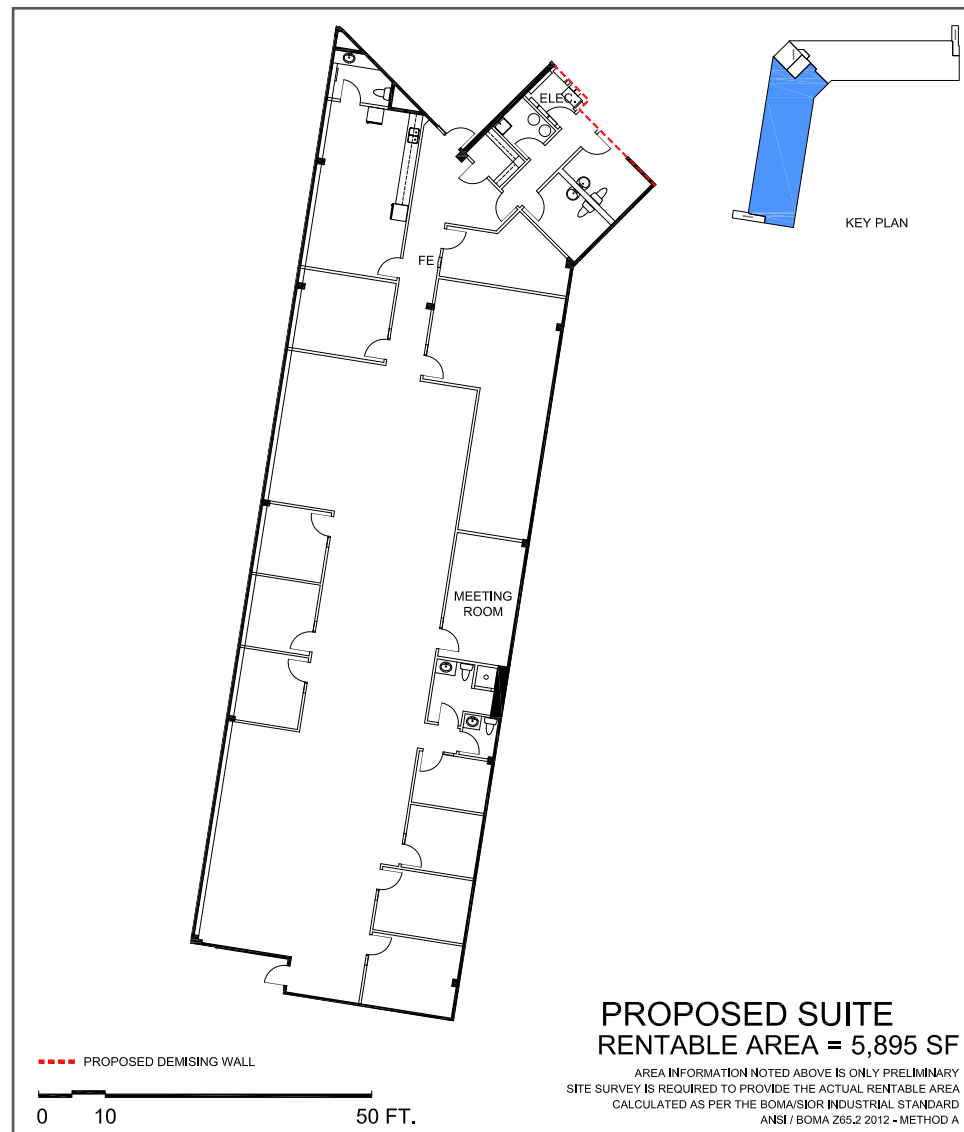 ELEC.
KEY PLAN
FE
MEETING
ROOM
PROPOSED SUITE
RENTABLE AREA = 5,895 SF
PROPOSED DEMISING WALL
AREA INFORMATION NOTED ABOVE IS ONLY PRELIMINARY
SITE SURVEY IS REQUIRED TO PROVIDE THE ACTUAL RENTABLE AREA
CALCULATED AS PER THE BOMA/SIOR INDUSTRIAL STANDARD
ANSI / BOMA Z65.2 2012 - METHOD A
0 10 50 FT.